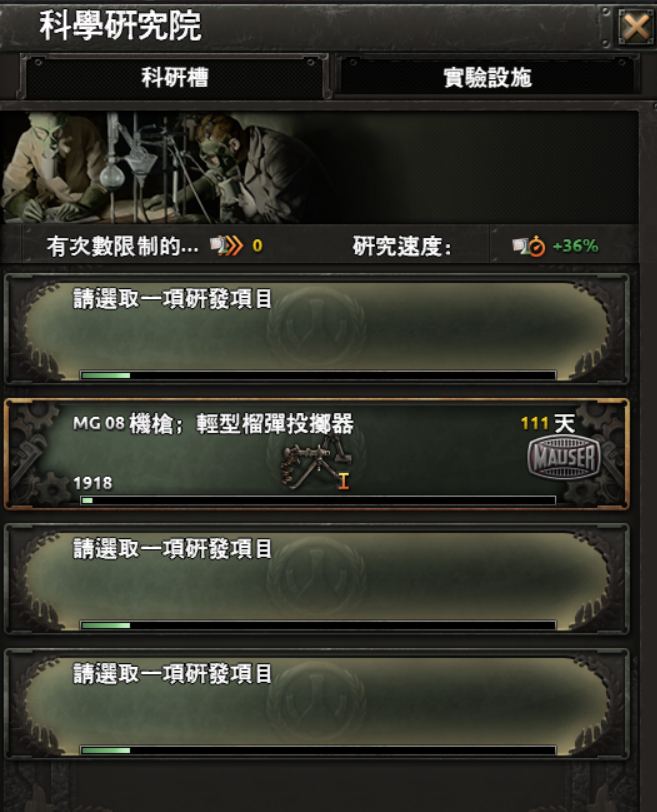 科學研究院
科研槽
實驗設施
有次數限制的... 0
研究速度: +36%
請選取一項研發項目
MG 08 機槍; 輕型榴彈投擲器 111 天
MAUSER
1918 I
請選取一項研發項目
請選取一項研發項目